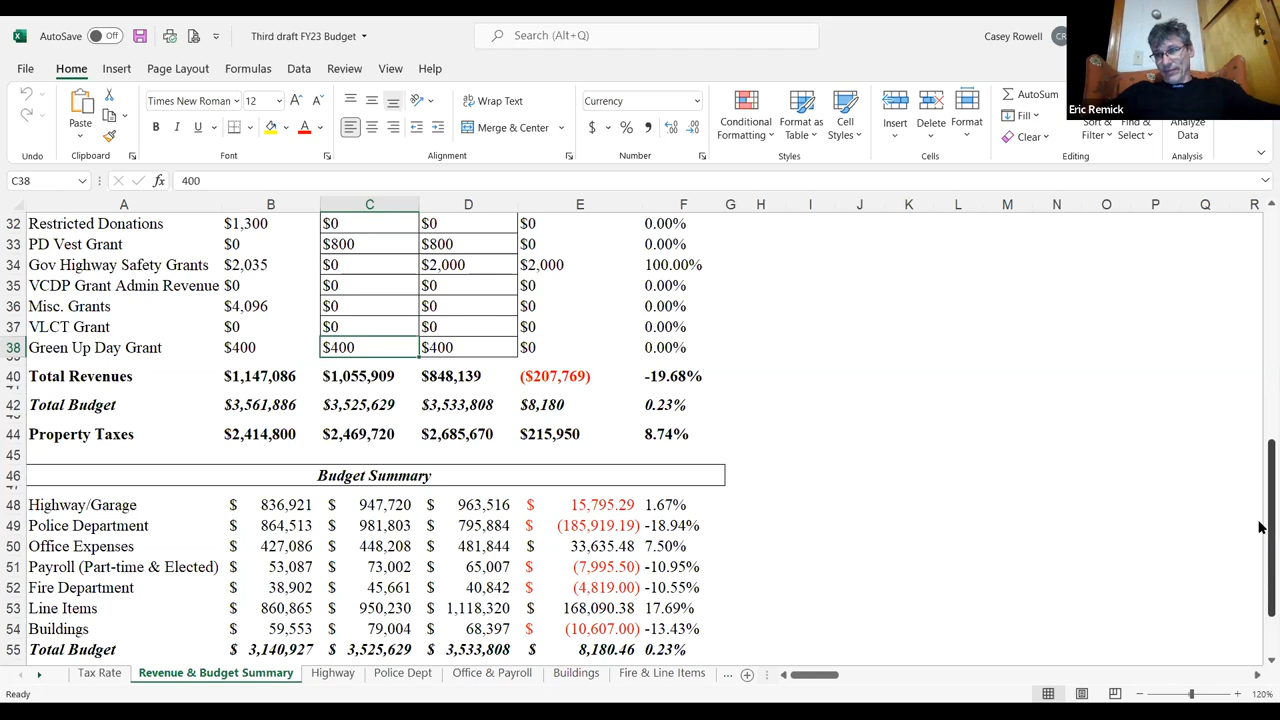 AutoSave Off Third draft FY23 Budget Search (Alt+Q) Casey Rowell CR
Eric Remick
File Home Insert Page Layout Formulas Data Review View Help
Paste Times New Roman 12 Wrap Text Currency Conditional Formatting Format as Table Cell Styles Insert Delete Format AutoSum
B I U A Merge & Center $ % Fill Clear Sort & Filter Find & Select Analyze Data
Undo Clipboard Font Alignment Number Styles Cells Editing Analysis
C38 fx 400
A B C D E F G H I J K L M N O P Q R
32 Restricted Donations $1,300 $0 $0 $0 0.00%
33 PD Vest Grant $0 $800 $800 $0 0.00%
34 Gov Highway Safety Grants $2,035 $0 $2,000 $2,000 100.00%
35 VCDP Grant Admin Revenue $0 $0 $0 $0 0.00%
36 Misc. Grants $4,096 $0 $0 $0 0.00%
37 VLCT Grant $0 $0 $0 $0 0.00%
38 Green Up Day Grant $400 $400 $400 $0 0.00%
40 Total Revenues $1,147,086 $1,055,909 $848,139 ($207,769) -19.68%
42 Total Budget $3,561,886 $3,525,629 $3,533,808 $8,180 0.23%
44 Property Taxes $2,414,800 $2,469,720 $2,685,670 $215,950 8.74%
45
46 Budget Summary
48 Highway/Garage $ 836,921 $ 947,720 $ 963,516 $ 15,795.29 1.67%
49 Police Department $ 864,513 $ 981,803 $ 795,884 $ (185,919.19) -18.94%
50 Office Expenses $ 427,086 $ 448,208 $ 481,844 $ 33,635.48 7.50%
51 Payroll (Part-time & Elected) $ 53,087 $ 73,002 $ 65,007 $ (7,995.50) -10.95%
52 Fire Department $ 38,902 $ 45,661 $ 40,842 $ (4,819.00) -10.55%
53 Line Items $ 860,865 $ 950,230 $ 1,118,320 $ 168,090.38 17.69%
54 Buildings $ 59,553 $ 79,004 $ 68,397 $ (10,607.00) -13.43%
55 Total Budget $ 3,140,927 $ 3,525,629 $ 3,533,808 $ 8,180.46 0.23%
Tax Rate Revenue & Budget Summary Highway Police Dept Office & Payroll Buildings Fire & Line Items ...
Ready 120%